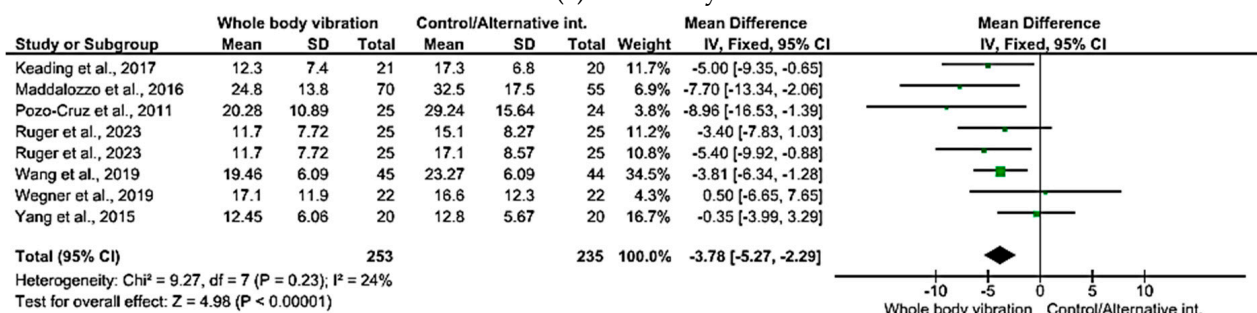 Whole body vibration Control/Alternative int. Mean Difference Mean Difference
Study or Subgroup Mean SD Total Mean SD Total Weight IV, Fixed, 95% CI IV, Fixed, 95% CI
Keading et al., 2017 12.3 7.4 21 17.3 6.8 20 11.7% -5.00 [-9.35, -0.65]
Maddalozzo et al., 2016 24.8 13.8 70 32.5 17.5 55 6.9% -7.70 [-13.34, -2.06]
Pozo-Cruz et al., 2011 20.28 10.89 25 29.24 15.64 24 3.8% -8.96 [-16.53, -1.39]
Ruger et al., 2023 11.7 7.72 25 15.1 8.27 25 11.2% -3.40 [-7.83, 1.03]
Ruger et al., 2023 11.7 7.72 25 17.1 8.57 25 10.8% -5.40 [-9.92, -0.88]
Wang et al., 2019 19.46 6.09 45 23.27 6.09 44 34.5% -3.81 [-6.34, -1.28]
Wegner et al., 2019 17.1 11.9 22 16.6 12.3 22 4.3% 0.50 [-6.65, 7.65]
Yang et al., 2015 12.45 6.06 20 12.8 5.67 20 16.7% -0.35 [-3.99, 3.29]
Total (95% CI) 253 235 100.0% -3.78 [-5.27, -2.29]
Heterogeneity: Chi² = 9.27, df = 7 (P = 0.23); I² = 24%
Test for overall effect: Z = 4.98 (P < 0.00001)
-10 -5 0 5 10
Whole body vibration Control/Alternative int.